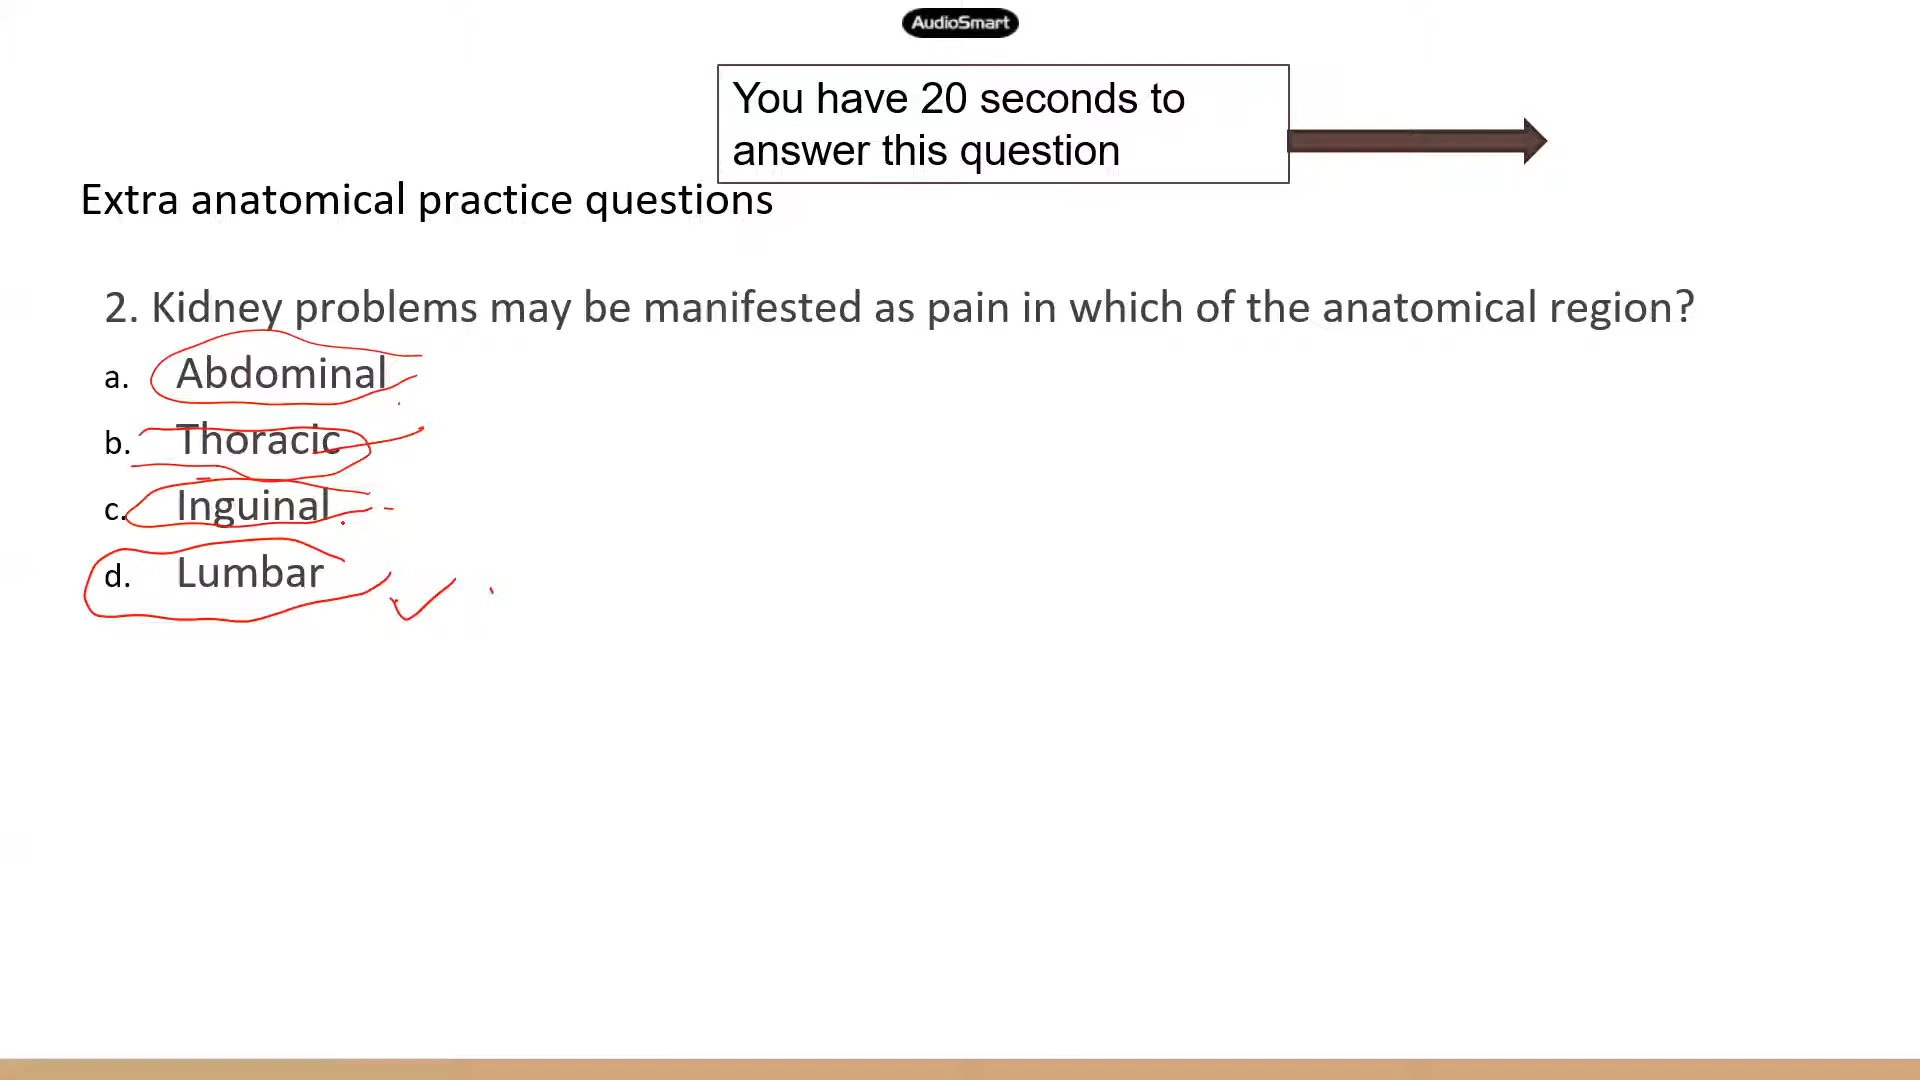 AudioSmart
You have 20 seconds to
answer this question
Extra anatomical practice questions
2. Kidney problems may be manifested as pain in which of the anatomical region?
a. Abdominal
b. Thoracic
c. Inguinal
d. Lumbar